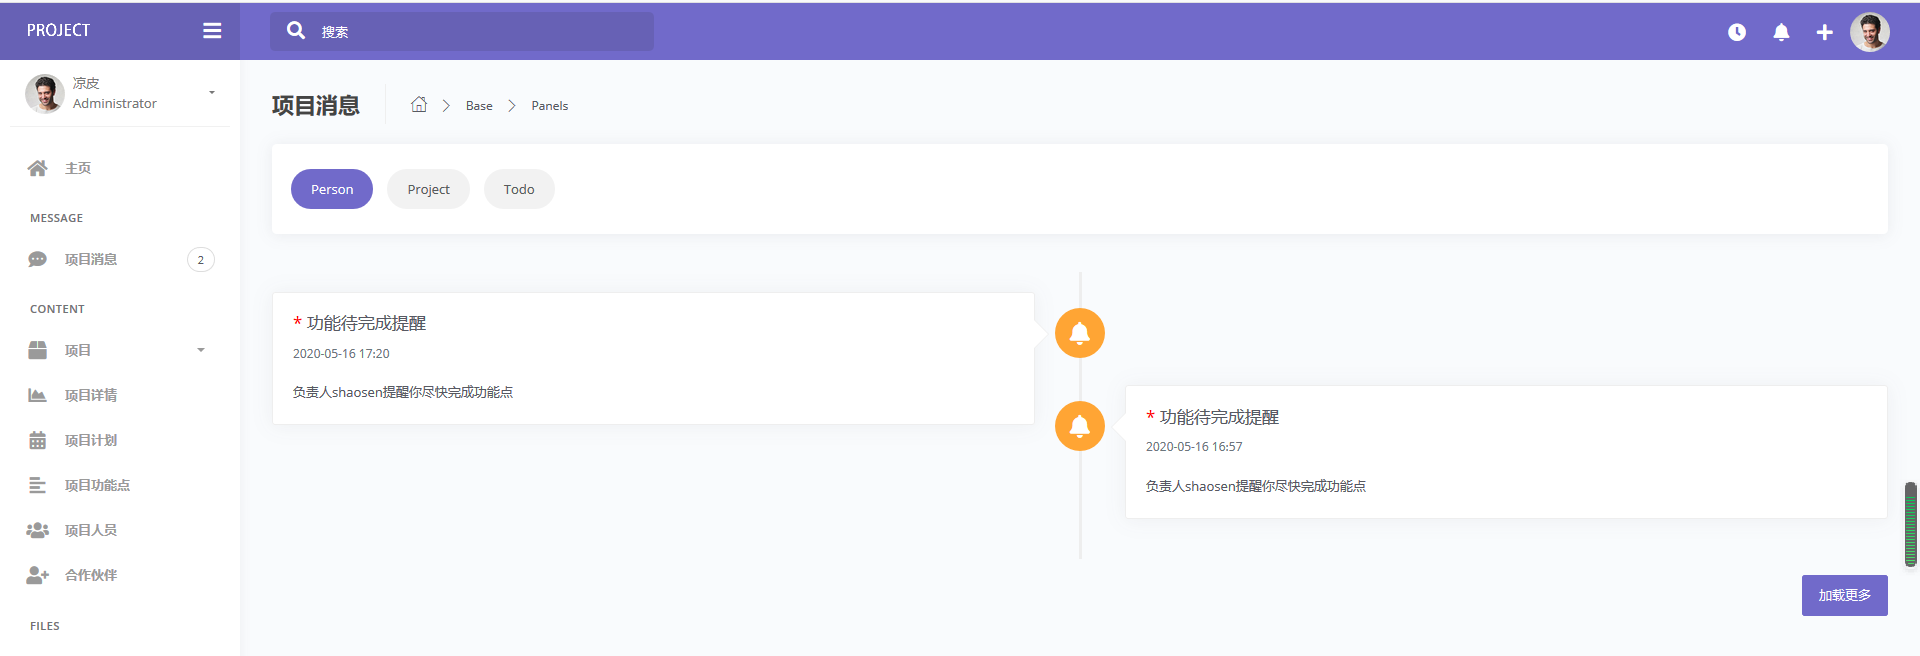 PROJECT
搜索
凉皮
Administrator
主页
MESSAGE
项目消息
2
CONTENT
项目
项目详情
项目计划
项目功能点
项目人员
合作伙伴
FILES
项目消息
Base
Panels
Person
Project
Todo
* 功能待完成提醒
2020-05-16 17:20
负责人shaosen提醒你尽快完成功能点
* 功能待完成提醒
2020-05-16 16:57
负责人shaosen提醒你尽快完成功能点
加载更多